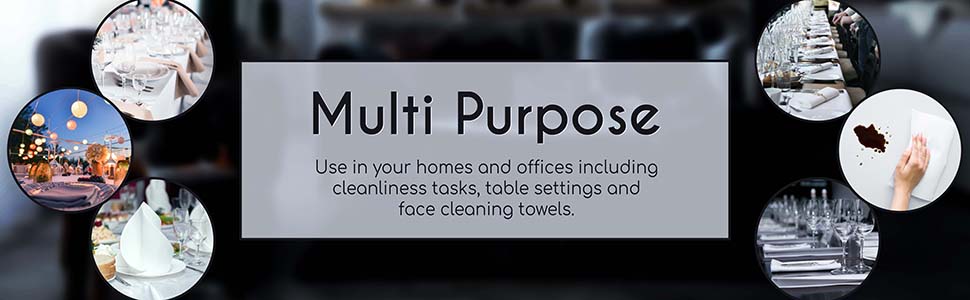 Multi Purpose
Use in your homes and offices including
cleanliness tasks, table settings and
face cleaning towels.